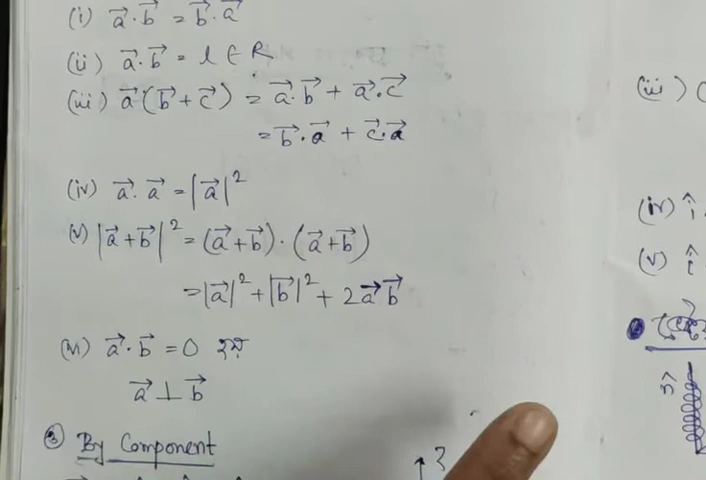 (i) a⃗·b⃗ = b⃗·a⃗
(ii) a⃗·b⃗ = l ∈ R
(iii) a⃗·(b⃗+c⃗) = a⃗·b⃗ + a⃗·c⃗
= b⃗·a⃗ + c⃗·a⃗
(iv) a⃗·a⃗ = |a⃗|²
(v) |a⃗+b⃗|² = (a⃗+b⃗)·(a⃗+b⃗)
= |a⃗|² + |b⃗|² + 2a⃗b⃗
(vi) a⃗·b⃗ = 0
a⃗ ⊥ b⃗
③ By Component
(iii) (
(iv) î
(v) î
n̂